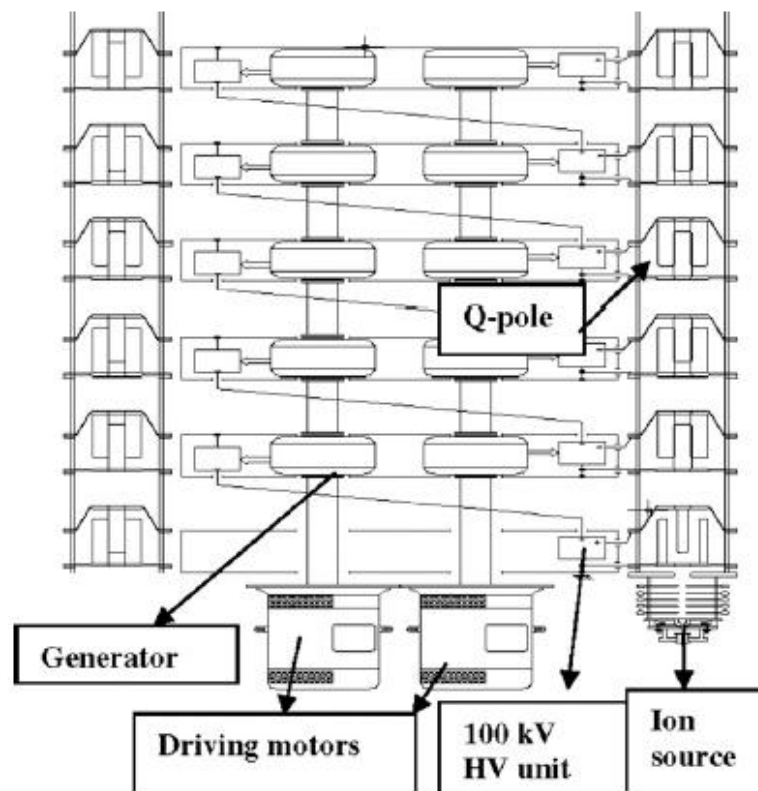 Q-pole
Generator
Driving motors
100 kV
HV unit
Ion
source